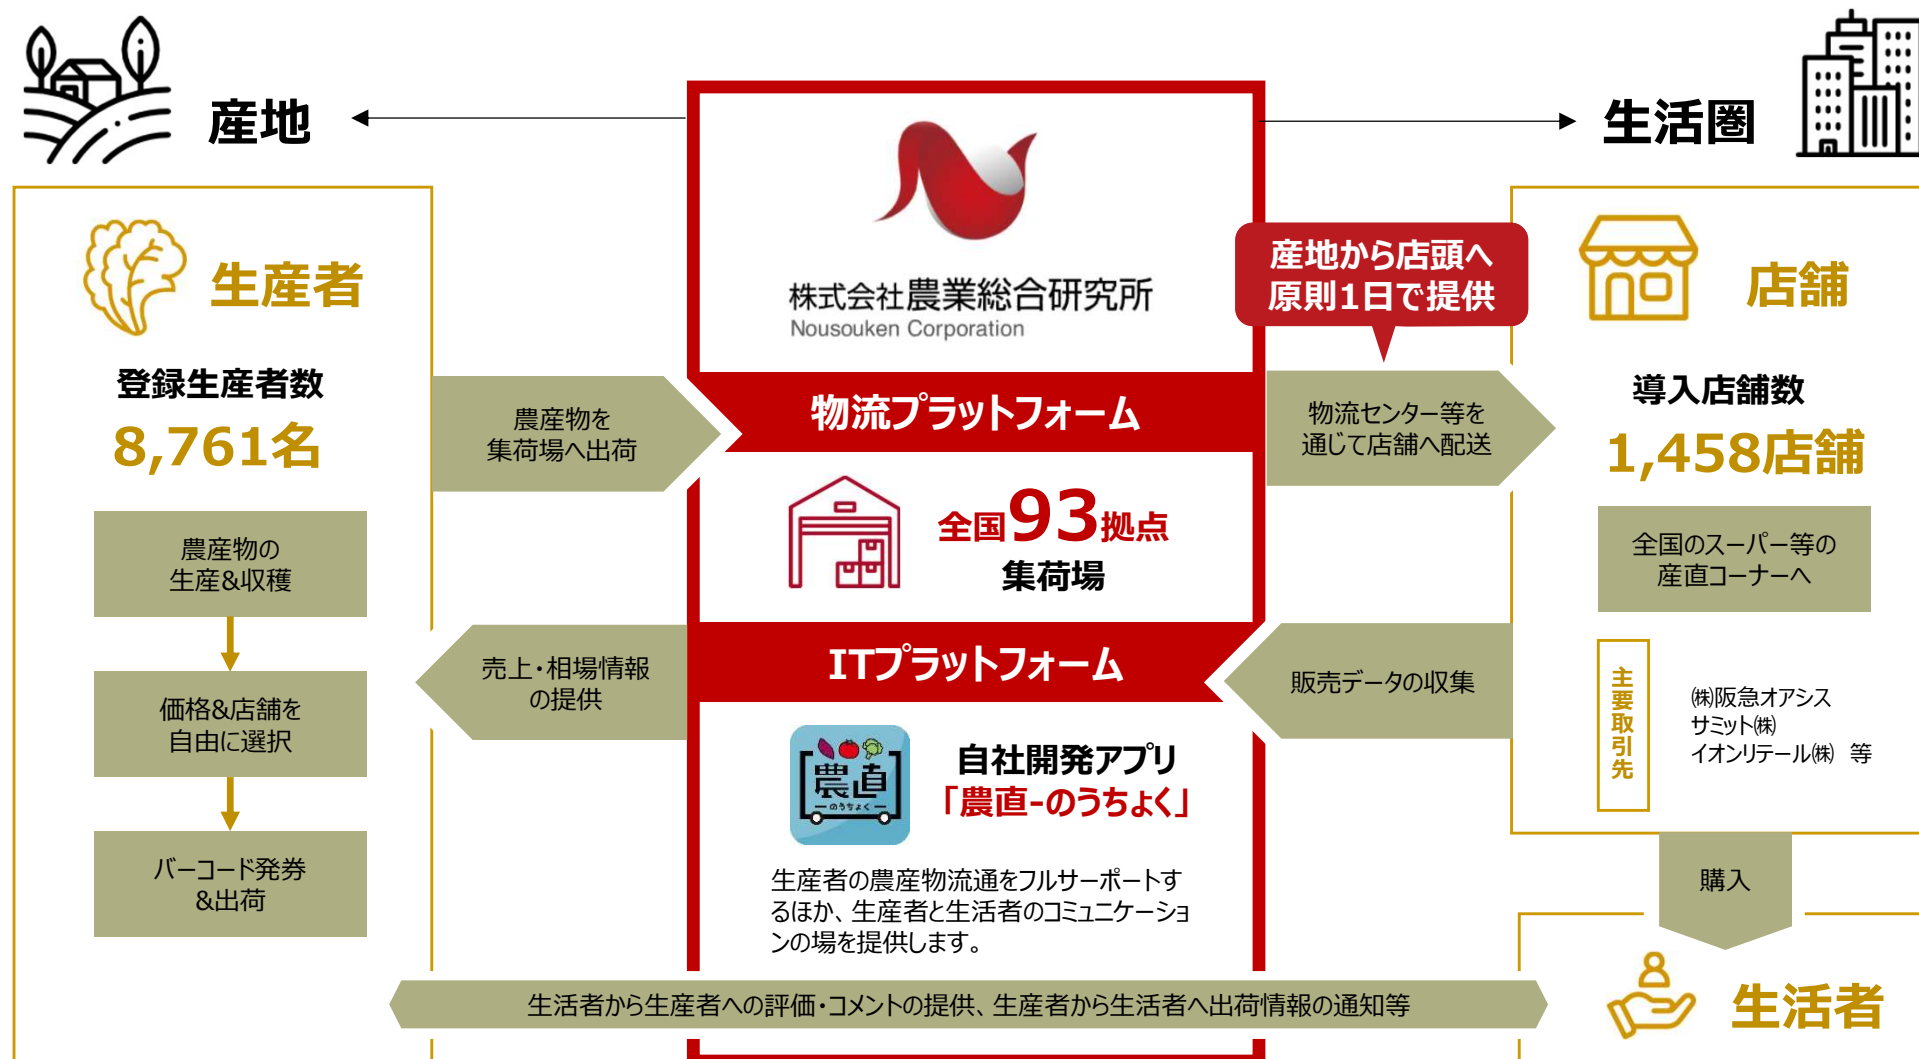 産地
生活圏
生産者
登録生産者数
8,761名
農産物の
生産&収穫
価格&店舗を
自由に選択
バーコード発券
&出荷
農産物を
集荷場へ出荷
売上・相場情報
の提供
株式会社農業総合研究所
Nousouken Corporation
物流プラットフォーム
全国93拠点
集荷場
ITプラットフォーム
農直
のうちょく
自社開発アプリ
「農直-のうちょく」
生産者の農産物流通をフルサーポートす
るほか、生産者と生活者のコミュニケーショ
ンの場を提供します。
産地から店頭へ
原則1日で提供
物流センター等を
通じて店舗へ配送
販売データの収集
店舗
導入店舗数
1,458店舗
全国のスーパー等の
産直コーナーへ
主要取引先
㈱阪急オアシス
サミット㈱
イオンリテール㈱ 等
購入
生活者から生産者への評価・コメントの提供、生産者から生活者へ出荷情報の通知等
生活者